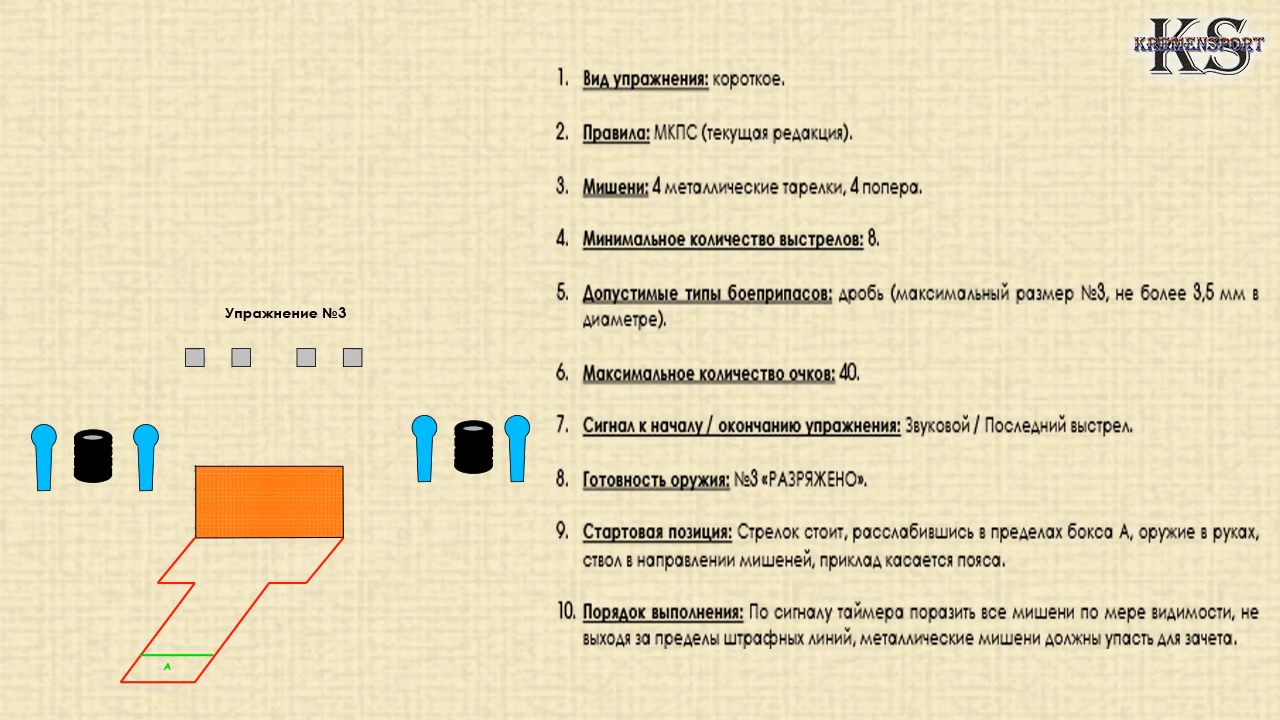 KS
KREMENSPORT
1. Вид упражнения: короткое.
2. Правила: МКПС (текущая редакция).
3. Мишени: 4 металлические тарелки, 4 попера.
4. Минимальное количество выстрелов: 8.
5. Допустимые типы боеприпасов: дробь (максимальный размер №3, не более 3,5 мм в
диаметре).
6. Максимальное количество очков: 40.
7. Сигнал к началу / окончанию упражнения: Звуковой / Последний выстрел.
8. Готовность оружия: №3 «РАЗРЯЖЕНО».
9. Стартовая позиция: Стрелок стоит, расслабившись в пределах бокса А, оружие в руках,
ствол в направлении мишеней, приклад касается пояса.
10. Порядок выполнения: По сигналу таймера поразить все мишени по мере видимости, не
выходя за пределы штрафных линий, металлические мишени должны упасть для зачета.
Упражнение №3
А